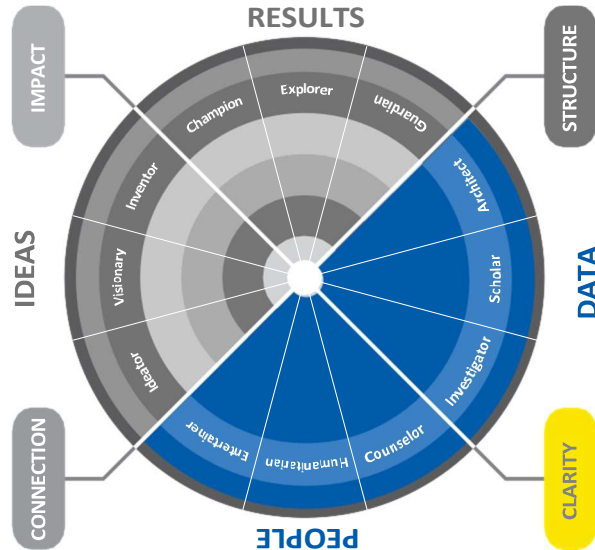 RESULTS
IMPACT
STRUCTURE
Champion
Explorer
Guardian
Inventor
Architect
IDEAS
Visionary
Scholar
DATA
Ideator
Investigator
Entertainer
Humanitarian
Counselor
CONNECTION
CLARITY
PEOPLE